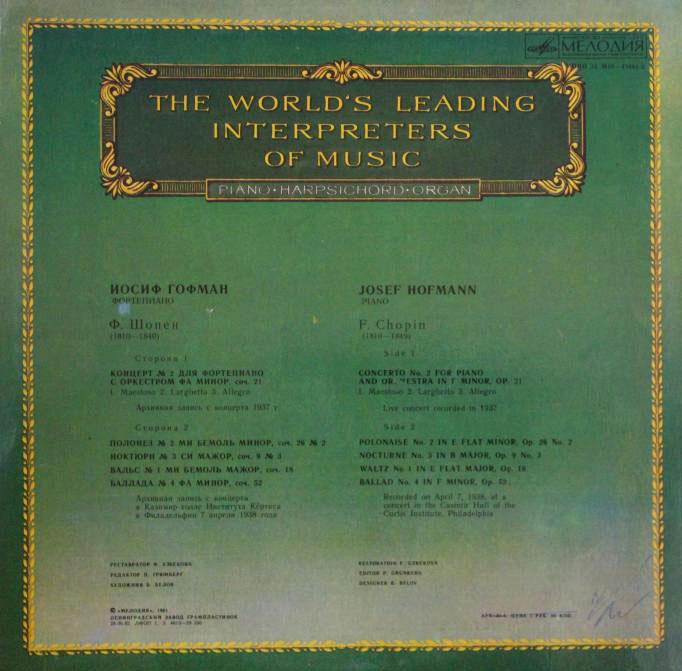 МЕЛОДИЯ
THE WORLD'S LEADING
INTERPRETERS
OF MUSIC
PIANO·HARPSICHORD·ORGAN
ИОСИФ ГОФМАН
ФОРТЕПИАНО
Ф. Шопен
(1810—1849)
Сторона 1
КОНЦЕРТ № 2 ДЛЯ ФОРТЕПИАНО
С ОРКЕСТРОМ ФА МИНОР, соч. 21
1. Maestoso 2. Larghetto 3. Allegro
Архивная запись с концерта 1937 г.
Сторона 2
ПОЛОНЕЗ № 2 МИ БЕМОЛЬ МИНОР, соч. 26 № 2
НОКТЮРН № 3 СИ МАЖОР, соч. 9 № 3
ВАЛЬС № 1 МИ БЕМОЛЬ МАЖОР, соч. 18
БАЛЛАДА № 4 ФА МИНОР, соч. 52
Архивная запись с концерта
в Казимир-холле Института Кёртиса
в Филадельфии 7 апреля 1938 года
JOSEF HOFMANN
PIANO
F. Chopin
(1810—1849)
Side 1
CONCERTO No. 2 FOR PIANO
AND OR  ESTRA IN F MINOR, OP. 21
1. Maestoso 2. Larghetto 3. Allegro
Live concert recorded in 1937
Side 2
POLONAISE No. 2 IN E FLAT MINOR, Op. 26 No. 2
NOCTURNE No. 3 IN B MAJOR, Op. 9 No. 3
WALTZ No. 1 IN E FLAT MAJOR, Op. 18
BALLAD No. 4 IN F MINOR, Op. 52
Recorded on April 7, 1938, at a
concert in the Casimir Hall of the
Curtis Institute, Philadelphia
РЕСТАВРАТОР
РЕДАКТОР П. ГРЮНБЕРГ
ХУДОЖНИК Б. БЕЛОВ
RESTORATION
EDITOR P. GRUNBERG
DESIGNER B. BELOV
© «МЕЛОДИЯ», 1981
ЛЕНИНГРАДСКИЙ ЗАВОД ГРАМПЛАСТИНОК